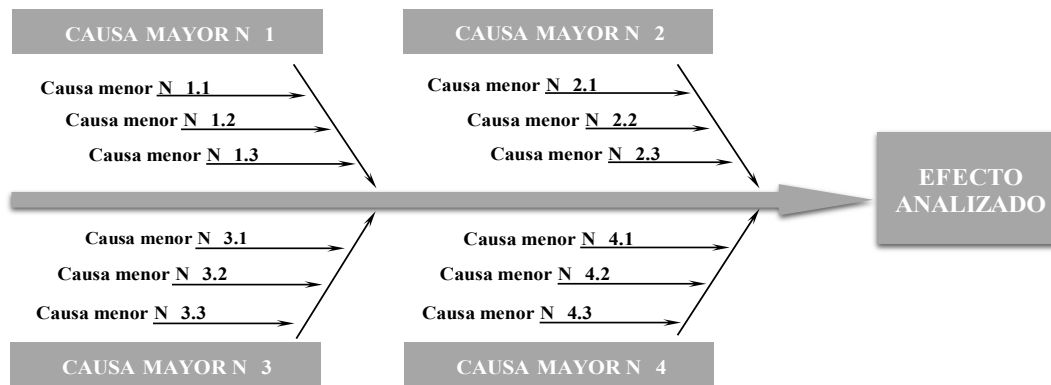 CAUSA MAYOR N 1
CAUSA MAYOR N 2
Causa menor N 1.1
Causa menor N 1.2
Causa menor N 1.3
Causa menor N 2.1
Causa menor N 2.2
Causa menor N 2.3
EFECTO
ANALIZADO
Causa menor N 3.1
Causa menor N 3.2
Causa menor N 3.3
Causa menor N 4.1
Causa menor N 4.2
Causa menor N 4.3
CAUSA MAYOR N 3
CAUSA MAYOR N 4